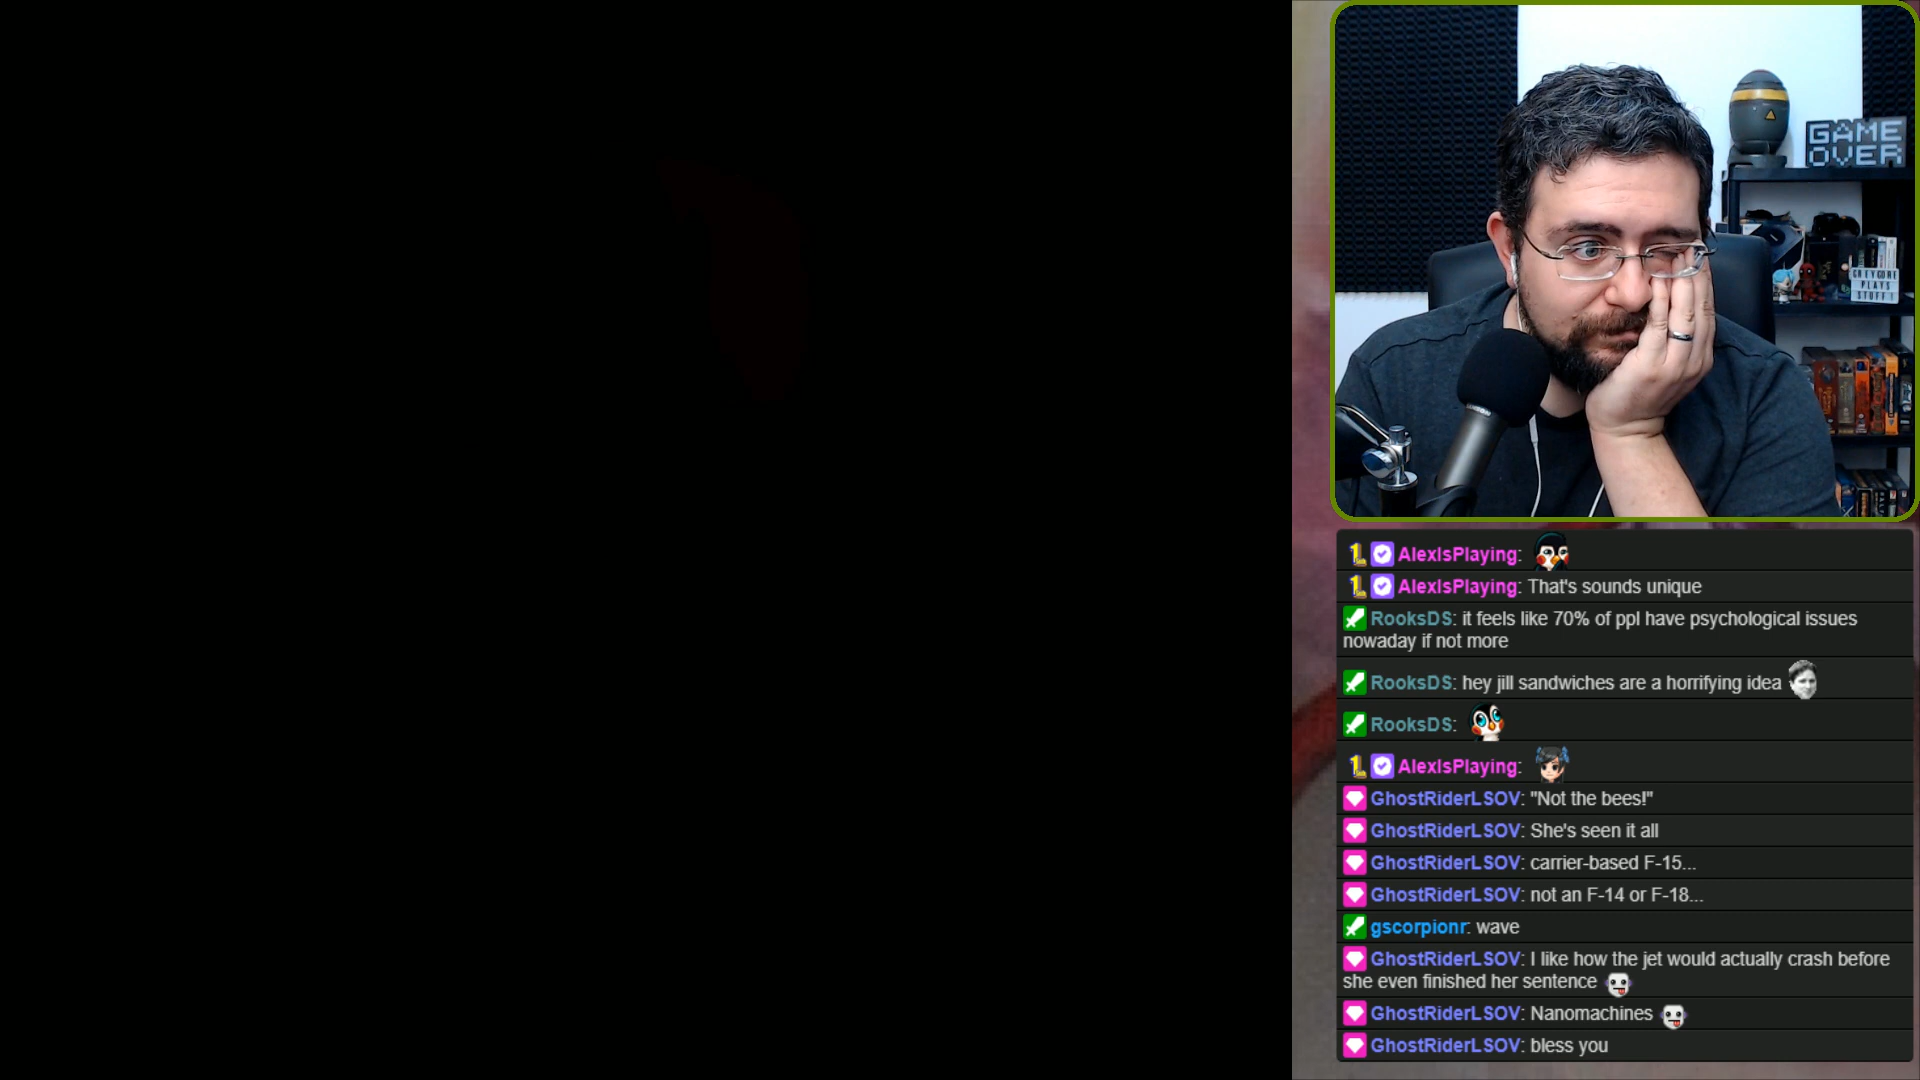 GAME
OVER
GREYGORE
PLAYS
STUFF!
AlexIsPlaying:
AlexIsPlaying: That's sounds unique
RooksDS: it feels like 70% of ppl have psychological issues
nowaday if not more
RooksDS: hey jill sandwiches are a horrifying idea
RooksDS:
AlexIsPlaying:
GhostRiderLSOV: "Not the bees!"
GhostRiderLSOV: She's seen it all
GhostRiderLSOV: carrier-based F-15...
GhostRiderLSOV: not an F-14 or F-18...
gscorpionr: wave
GhostRiderLSOV: I like how the jet would actually crash before
she even finished her sentence
GhostRiderLSOV: Nanomachines
GhostRiderLSOV: bless you